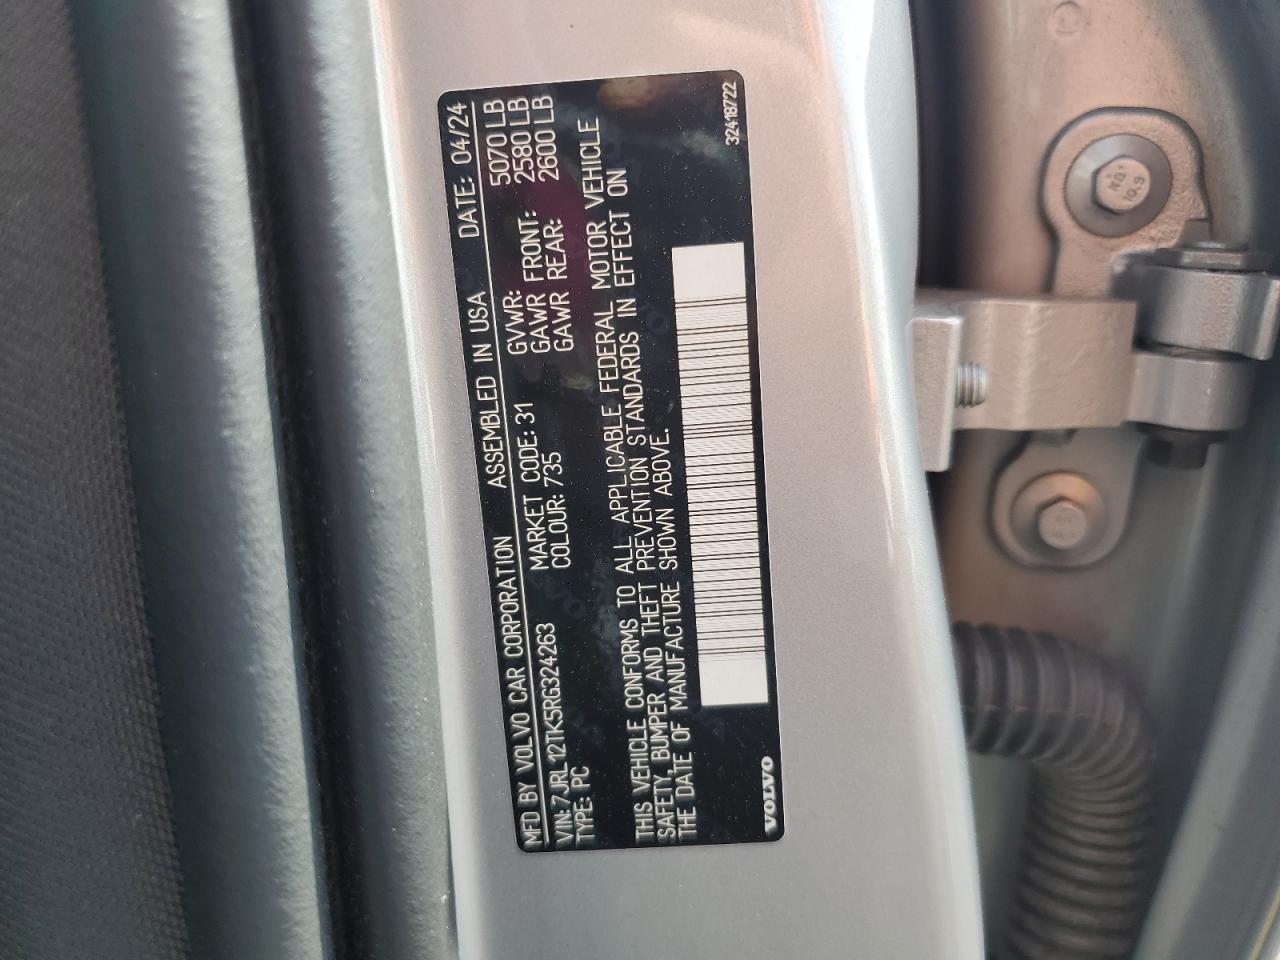 MFD BY VOLVO CAR CORPORATION ASSEMBLED IN USA DATE: 04/24
VIN: 7JRL12TK5RG324263 MARKET CODE: 31 GVWR: 5070 LB
TYPE: PC COLOUR: 735 GAWR FRONT: 2580 LB
GAWR REAR: 2600 LB
THIS VEHICLE CONFORMS TO ALL APPLICABLE FEDERAL MOTOR VEHICLE
SAFETY, BUMPER AND THEFT PREVENTION STANDARDS IN EFFECT ON
THE DATE OF MANUFACTURE SHOWN ABOVE.
VOLVO 32418722
10.9